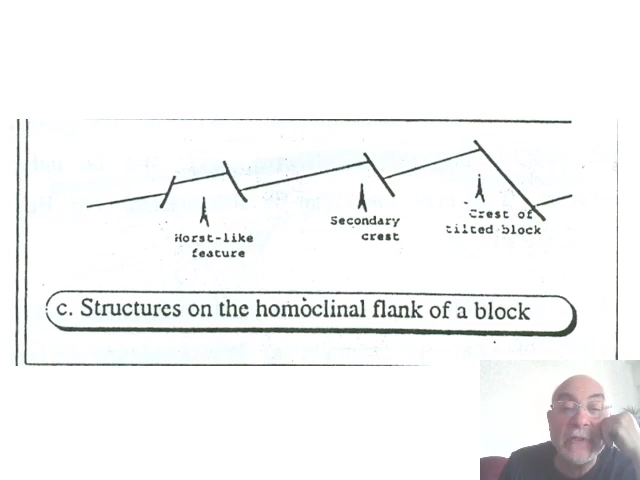 Horst-like
feature
Secondary
crest
Crest of
tilted block
c. Structures on the homoclinal flank of a block